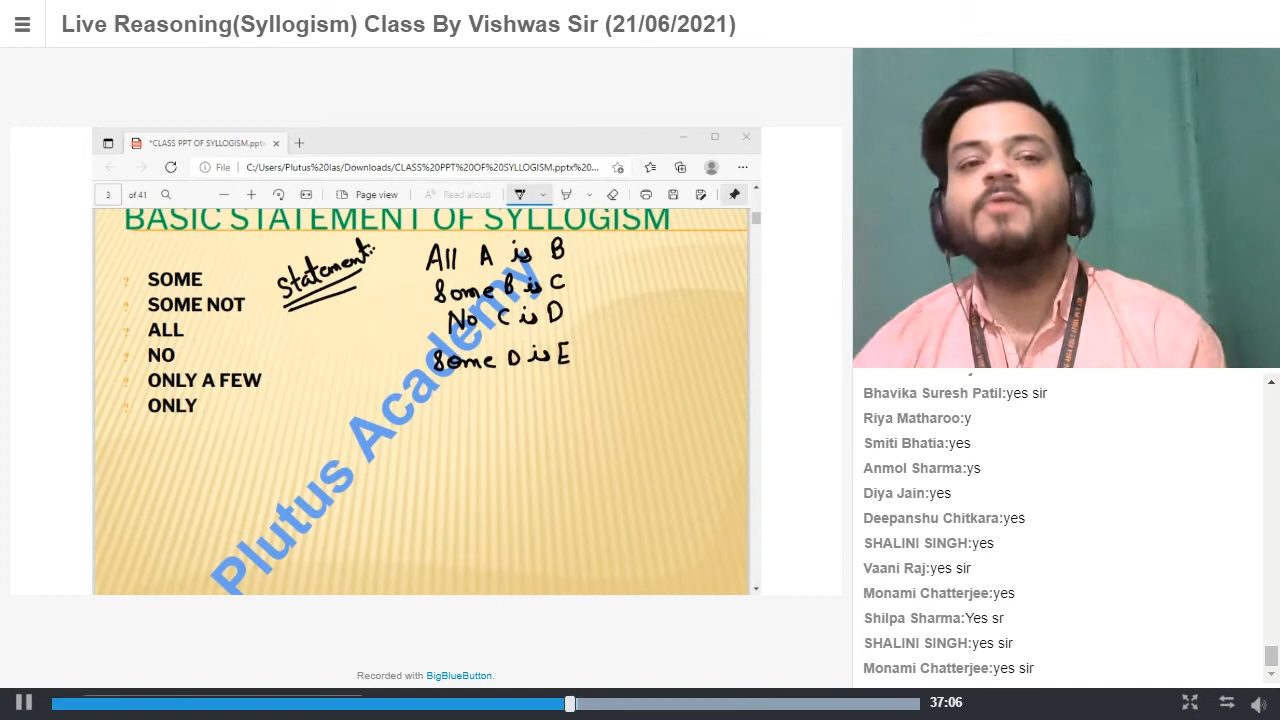 Live Reasoning(Syllogism) Class By Vishwas Sir (21/06/2021)
*CLASS PPT OF SYLLOGISM.pptx
File C:/Users/Plutus%20Ias/Downloads/CLASS%20PPT%20OF%20SYLLOGISM.pptx%20...
3 of 41 Page view Read aloud
BASIC STATEMENT OF SYLLOGISM
SOME
SOME NOT
ALL
NO
ONLY A FEW
ONLY
Statement:
All A is B
Some B is C
No C is D
Some D is E
Plutus Academy
Recorded with BigBlueButton.
Bhavika Suresh Patil:yes sir
Riya Matharoo:y
Smiti Bhatia:yes
Anmol Sharma:ys
Diya Jain:yes
Deepanshu Chitkara:yes
SHALINI SINGH:yes
Vaani Raj:yes sir
Monami Chatterjee:yes
Shilpa Sharma:Yes sr
SHALINI SINGH:yes sir
Monami Chatterjee:yes sir
37:06